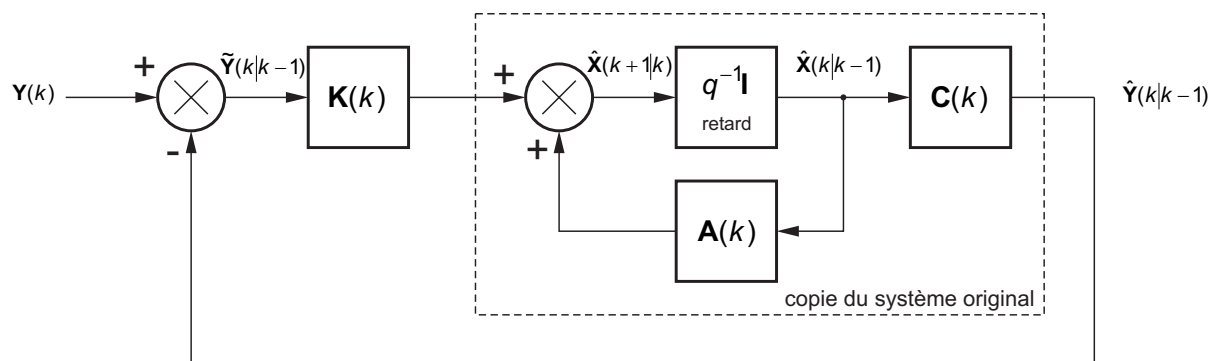 +
Y(k)
-
Ỹ(k|k−1)
K(k)
+
+
X̂(k+1|k)
q⁻¹I
retard
X̂(k|k−1)
C(k)
Ŷ(k|k−1)
A(k)
copie du système original